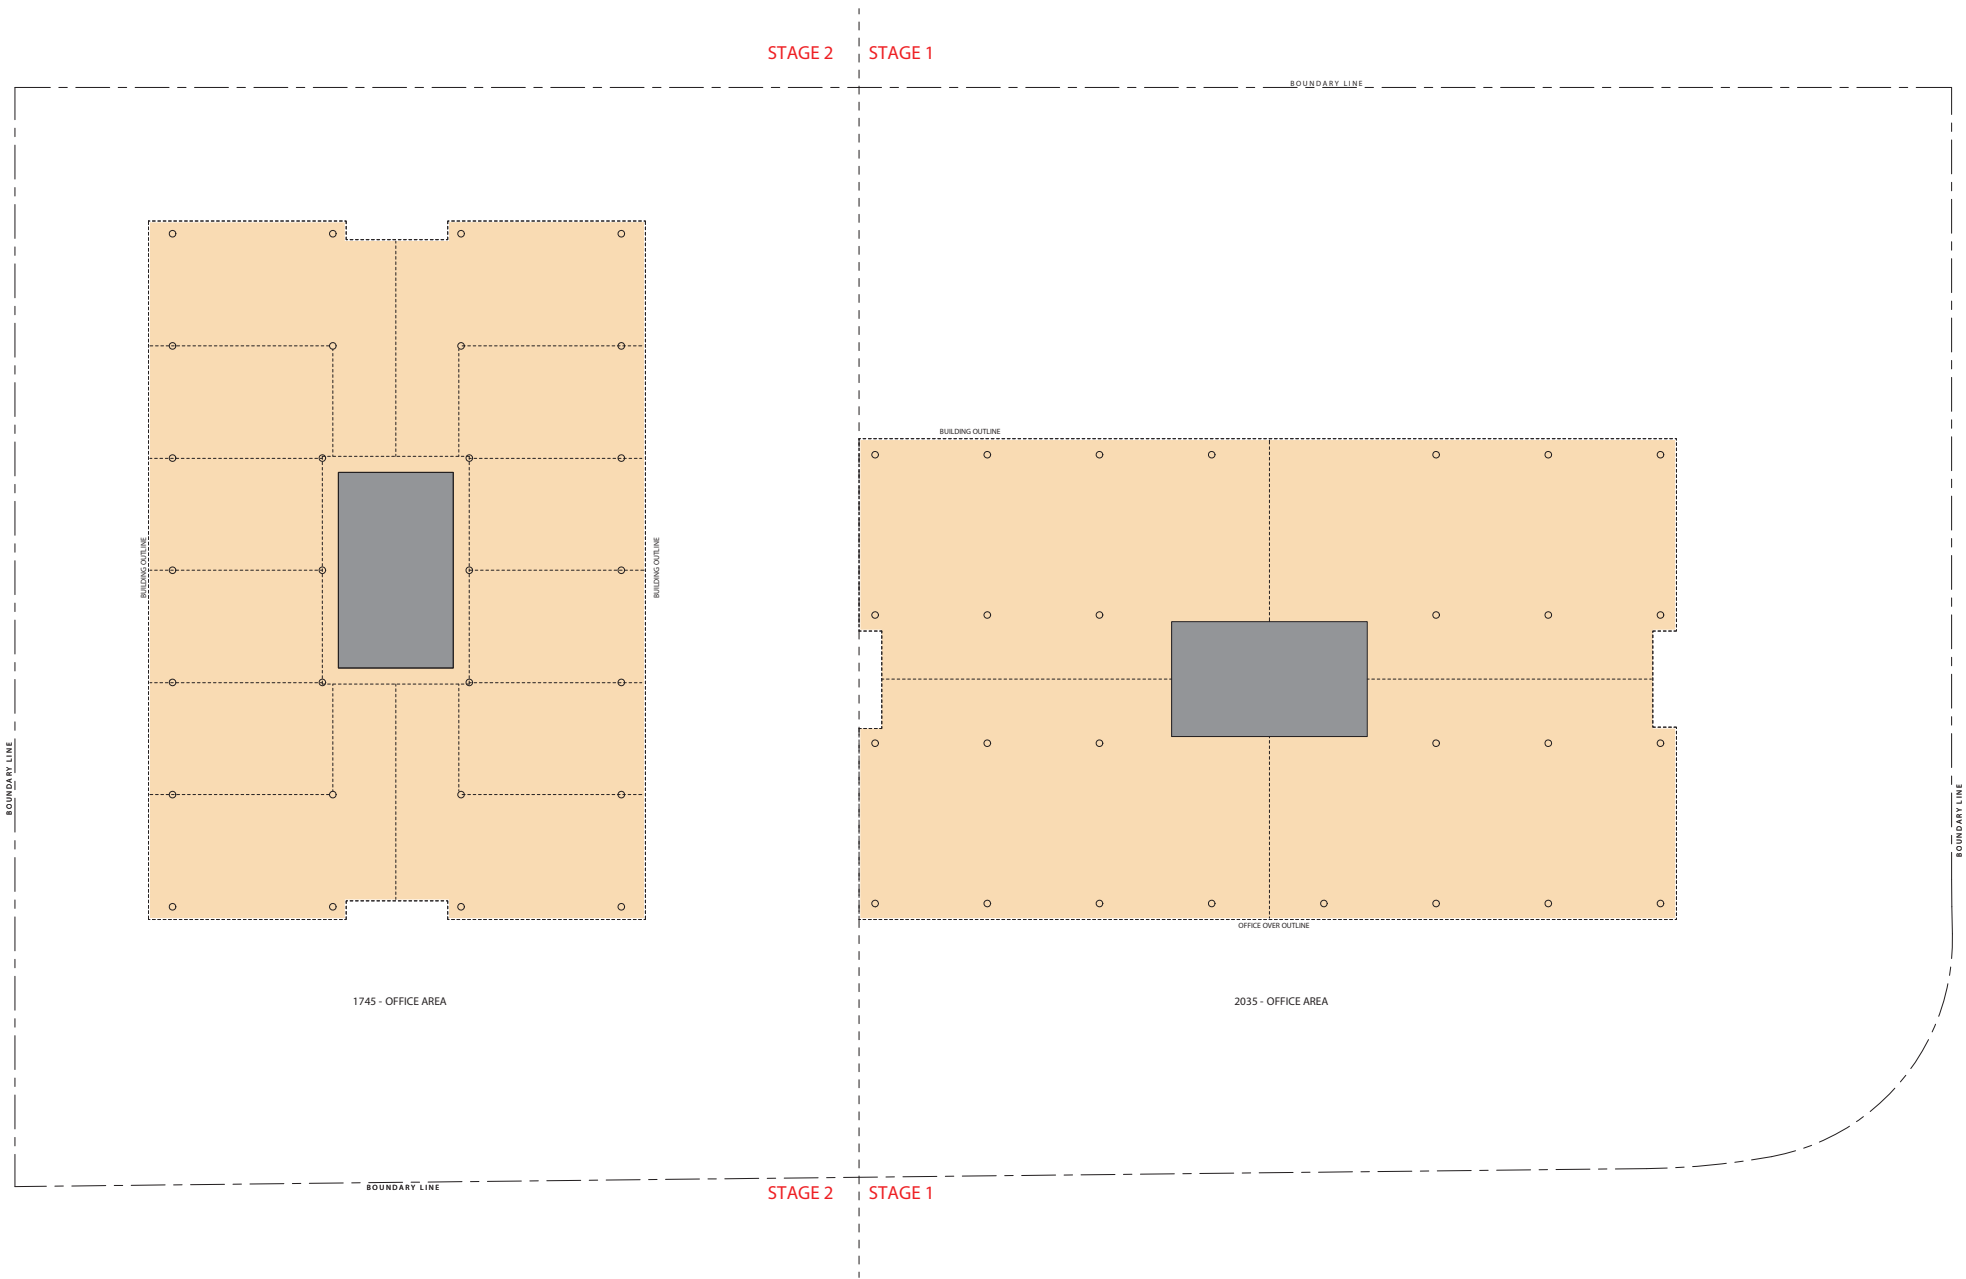 STAGE 2
STAGE 1
BOUNDARY LINE
BUILDING OUTLINE
BUILDING OUTLINE
BUILDING OUTLINE
BOUNDARY LINE
BOUNDARY LINE
OFFICE OVER OUTLINE
1745 - OFFICE AREA
2035 - OFFICE AREA
BOUNDARY LINE
STAGE 2
STAGE 1